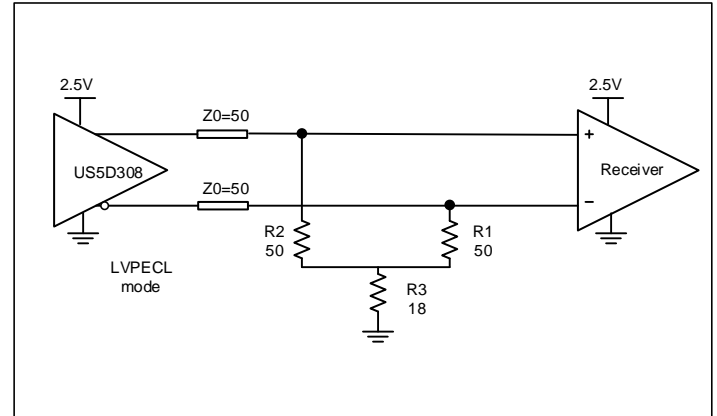 2.5V
2.5V
Z0=50
+
US5D308
Receiver
Z0=50
−
R2
50
R1
50
LVPECL
mode
R3
18